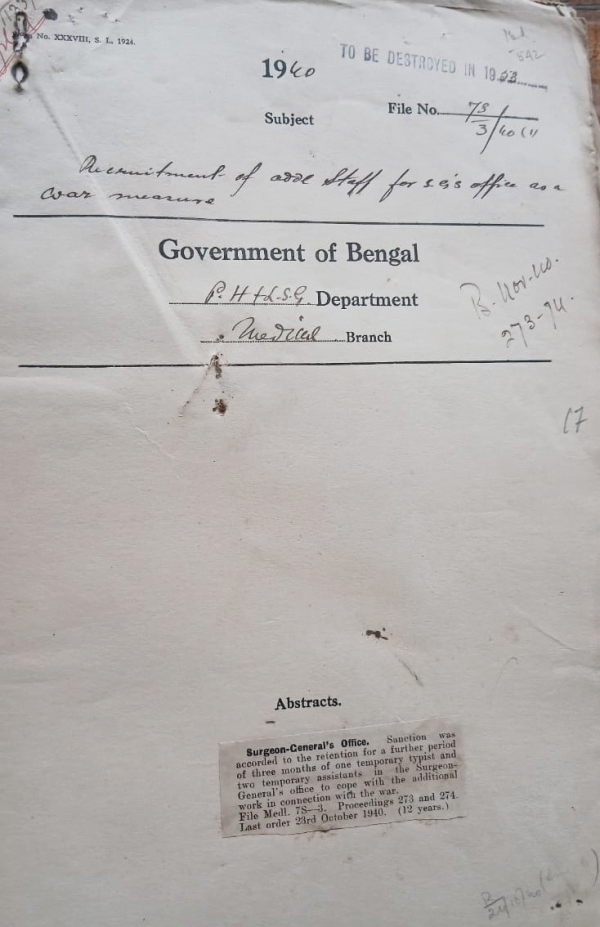 No. XXXVIII, S. I., 1924.
TO BE DESTROYED IN 19
1940
File No. 7S/3/40
Subject
Recruitment of addl Staff for s g's office as a
war measure
Government of Bengal
P. H & L.S.G. Department
Medical Branch
B. Nov. 40.
273-74.
17
Abstracts.
Surgeon-General's Office. Sanction was
accorded to the retention for a further period
of three months of one temporary typist and
two temporary assistants in the Surgeon-
General's office to cope with the additional
work in connection with the war.
File Medl. 7S—3. Proceedings 273 and 274.
Last order 23rd October 1940. (12 years.)